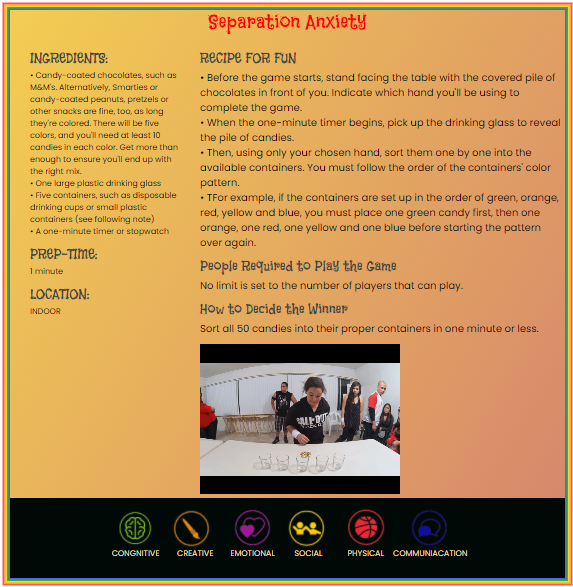 Separation Anxiety
INGREDIENTS:
• Candy-coated chocolates, such as
M&M's. Alternatively, Smarties or
candy-coated peanuts, pretzels or
other snacks are fine, too, as long as
they're colored. There will be five
colors, and you'll need at least 10
candies in each color. Get more than
enough to ensure you'll end up with
the right mix.
• One large plastic drinking glass
• Five containers, such as disposable
drinking cups or small plastic
containers (see following note)
• A one-minute timer or stopwatch
PREP-TIME:
1 minute
LOCATION:
INDOOR
RECIPE FOR FUN
• Before the game starts, stand facing the table with the covered pile of
chocolates in front of you. Indicate which hand you'll be using to
complete the game.
• When the one-minute timer begins, pick up the drinking glass to reveal
the pile of candies.
• Then, using only your chosen hand, sort them one by one into the
available containers. You must follow the order of the containers' color
pattern.
• TFor example, if the containers are set up in the order of green, orange,
red, yellow and blue, you must place one green candy first, then one
orange, one red, one yellow and one blue before starting the pattern
over again.
People Required to Play the Game
No limit is set to the number of players that can play.
How to Decide the Winner
Sort all 50 candies into their proper containers in one minute or less.
CONGNITIVE CREATIVE EMOTIONAL SOCIAL PHYSICAL COMMUNIACATION